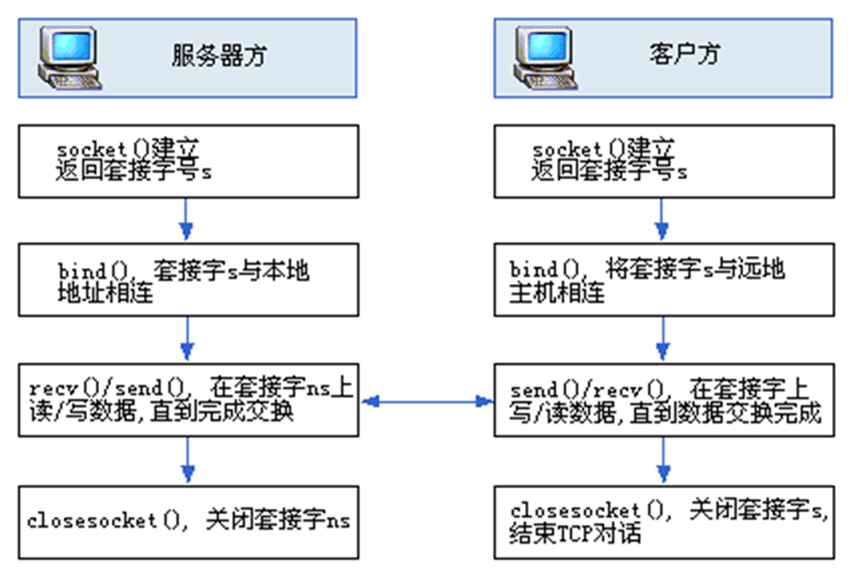 服务器方
客户方
socket()建立
返回套接字号s
socket()建立
返回套接字号s
bind(), 套接字s与本地
地址相连
bind(), 将套接字s与远地
主机相连
recv()/send(), 在套接字ns上
读/写数据,直到完成交换
send()/recv(), 在套接字上
写/读数据,直到数据交换完成
closesocket(), 关闭套接字ns
closesocket(), 关闭套接字s,
结束TCP对话